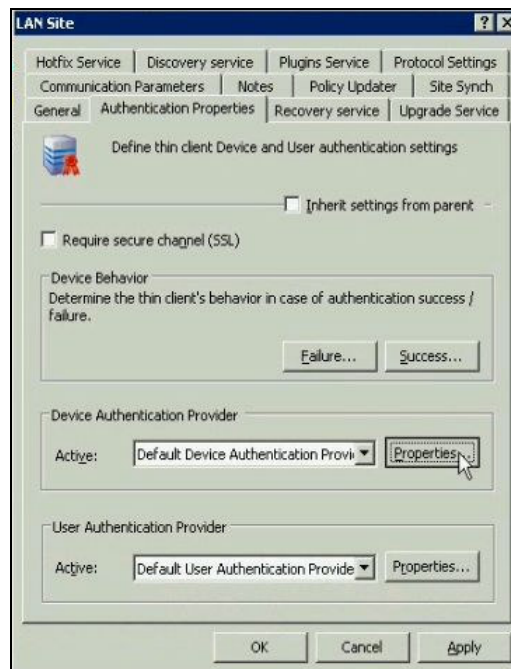 LAN Site
Hotfix Service
Discovery service
Plugins Service
Protocol Settings
Communication Parameters
Notes
Policy Updater
Site Synch
General
Authentication Properties
Recovery service
Upgrade Service
Define thin client Device and User authentication settings
Inherit settings from parent
Require secure channel (SSL)
Device Behavior
Determine the thin client's behavior in case of authentication success /
failure.
Failure...
Success...
Device Authentication Provider
Active:
Default Device Authentication Provi
Properties...
User Authentication Provider
Active:
Default User Authentication Provide
Properties...
OK
Cancel
Apply